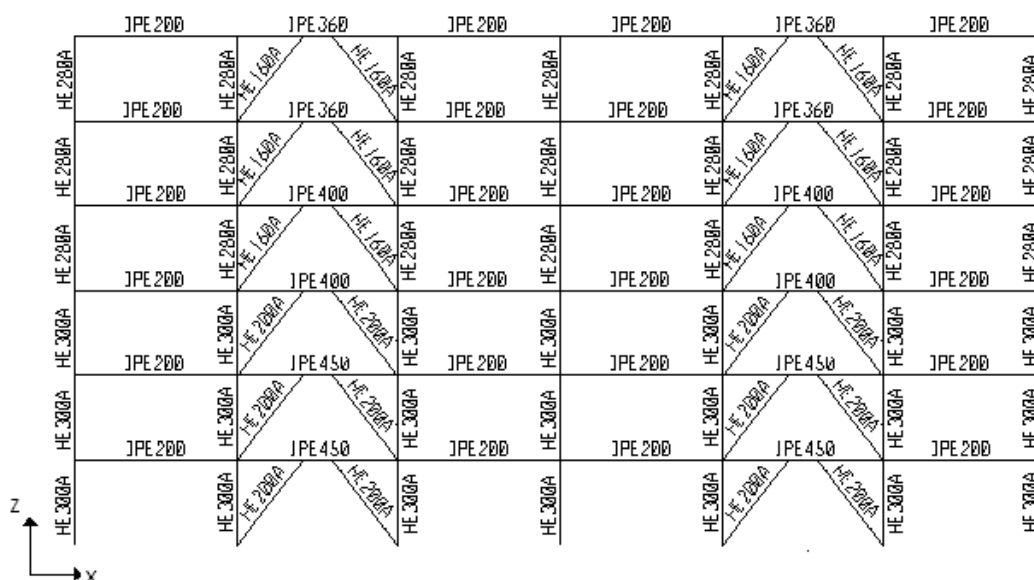 IPE200 IPE360 IPE200 IPE200 IPE360 IPE200
HE280A HE280A HE160A HE160A HE280A HE280A HE280A HE160A HE160A HE280A HE280A
IPE200 IPE360 IPE200 IPE200 IPE360 IPE200
HE280A HE280A HE160A HE160A HE280A HE280A HE280A HE160A HE160A HE280A HE280A
IPE200 IPE400 IPE200 IPE200 IPE400 IPE200
HE280A HE280A HE160A HE160A HE280A HE280A HE280A HE160A HE160A HE280A HE280A
IPE200 IPE400 IPE200 IPE200 IPE400 IPE200
HE300A HE300A HE200A HE200A HE300A HE300A HE300A HE200A HE200A HE300A HE300A
IPE200 IPE450 IPE200 IPE200 IPE450 IPE200
HE300A HE300A HE200A HE200A HE300A HE300A HE300A HE200A HE200A HE300A HE300A
IPE200 IPE450 IPE200 IPE200 IPE450 IPE200
HE300A HE300A HE200A HE200A HE300A HE300A HE300A HE200A HE200A HE300A HE300A
Z
X